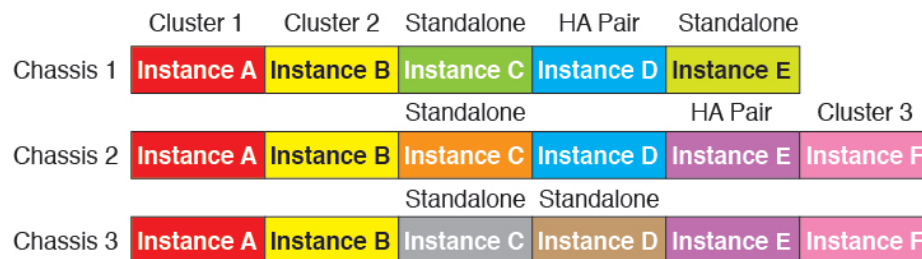 Cluster 1 Cluster 2 Standalone HA Pair Standalone
Chassis 1 Instance A Instance B Instance C Instance D Instance E
Standalone HA Pair Cluster 3
Chassis 2 Instance A Instance B Instance C Instance D Instance E Instance F
Standalone Standalone
Chassis 3 Instance A Instance B Instance C Instance D Instance E Instance F